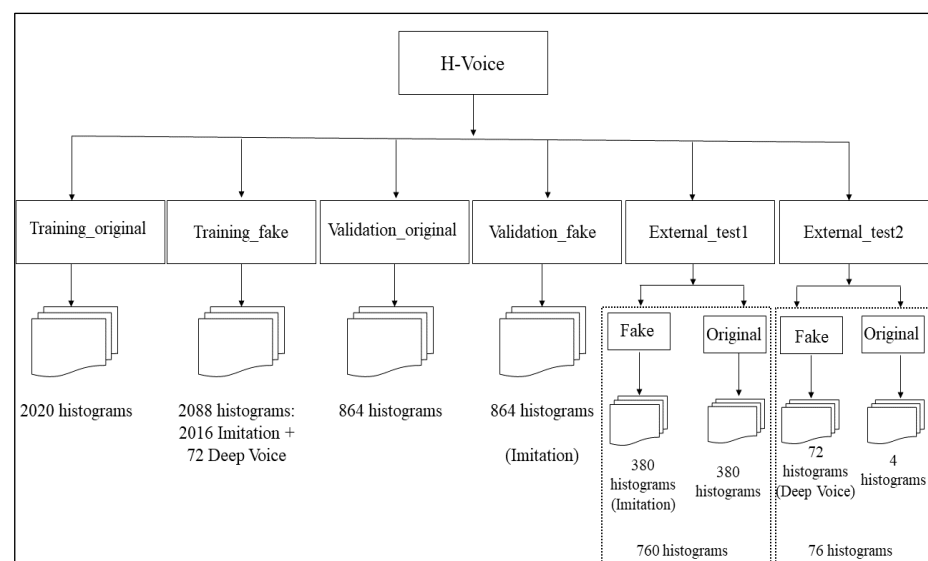 H-Voice
Training_original
Training_fake
Validation_original
Validation_fake
External_test1
External_test2
Fake
Original
Fake
Original
2020 histograms
2088 histograms:
2016 Imitation +
72 Deep Voice
864 histograms
864 histograms
(Imitation)
380
histograms
(Imitation)
380
histograms
72
histograms
(Deep Voice)
4
histograms
760 histograms
76 histograms